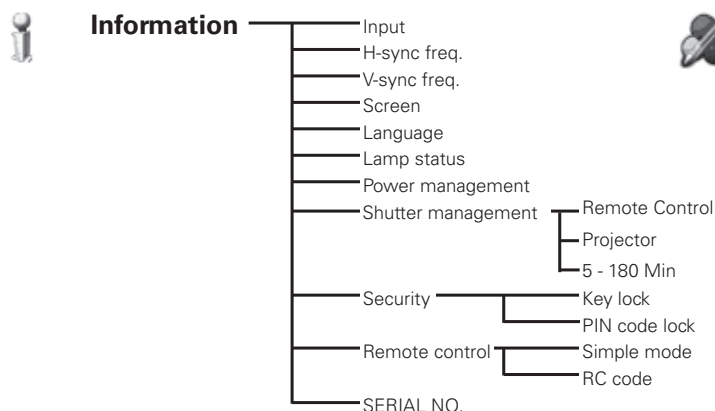 Information
Input
H-sync freq.
V-sync freq.
Screen
Language
Lamp status
Power management
Shutter management
Remote Control
Projector
5 - 180 Min
Security
Key lock
PIN code lock
Remote control
Simple mode
RC code
SERIAL NO.